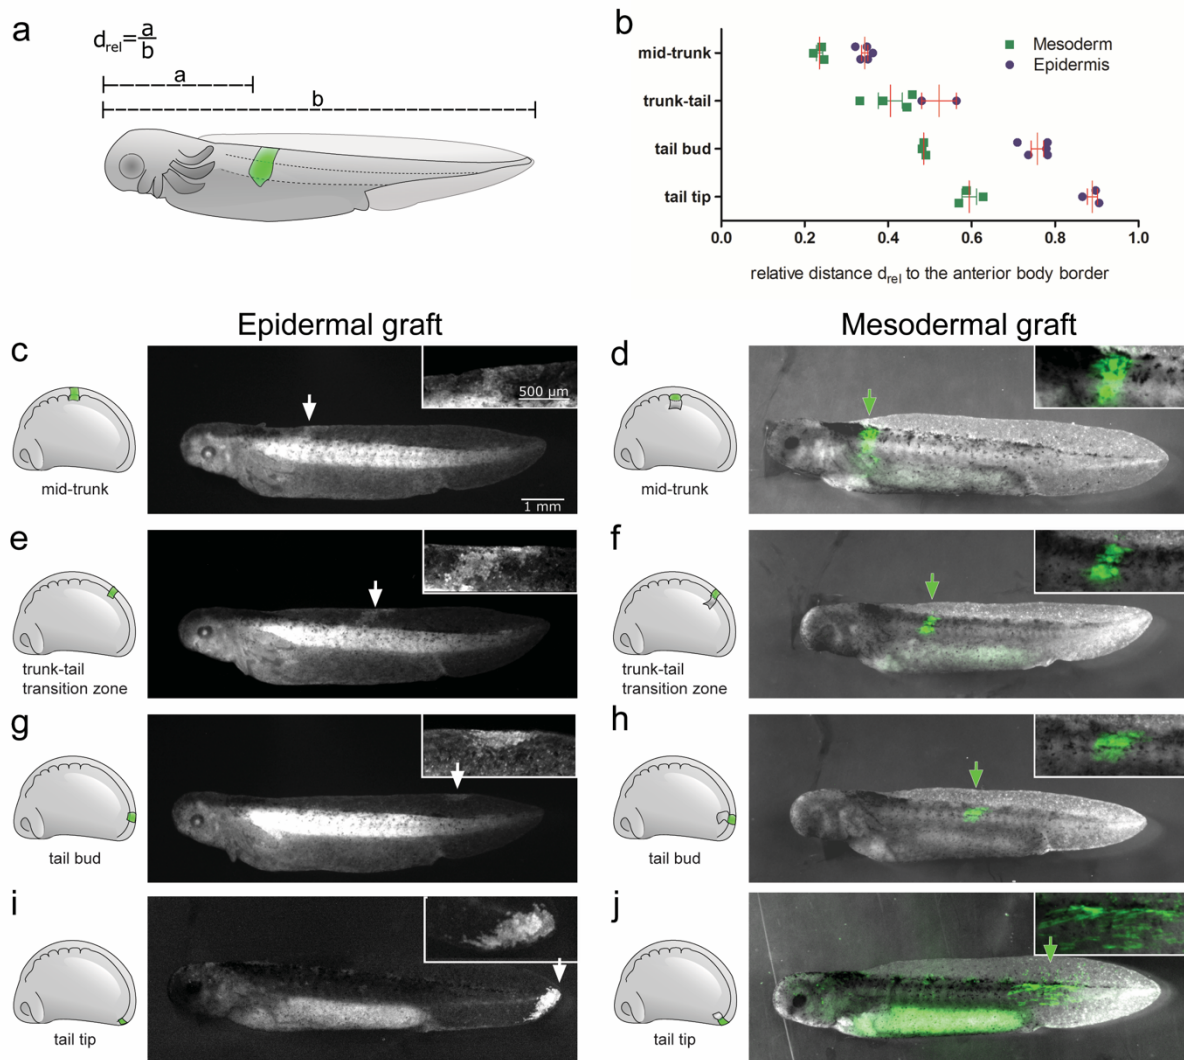 a
d_rel = a/b
a
b
b
mid-trunk
trunk-tail
tail bud
tail tip
Mesoderm
Epidermis
0.0 0.2 0.4 0.6 0.8 1.0
relative distance d_rel to the anterior body border
Epidermal graft
Mesodermal graft
c
mid-trunk
500 µm
1 mm
d
mid-trunk
e
trunk-tail
transition zone
f
trunk-tail
transition zone
g
tail bud
h
tail bud
i
tail tip
j
tail tip